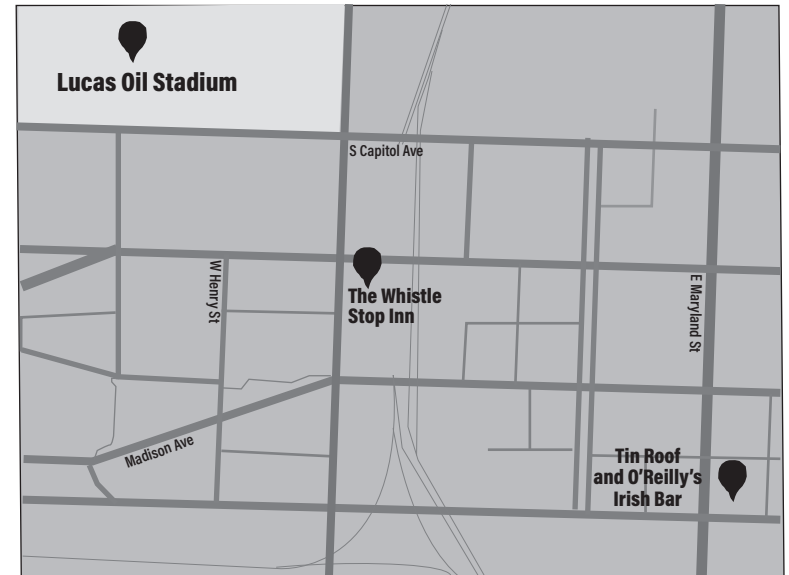 Lucas Oil Stadium
S Capitol Ave
W Henry St
The Whistle
Stop Inn
E Maryland St
Madison Ave
Tin Roof
and O’Reilly’s
Irish Bar